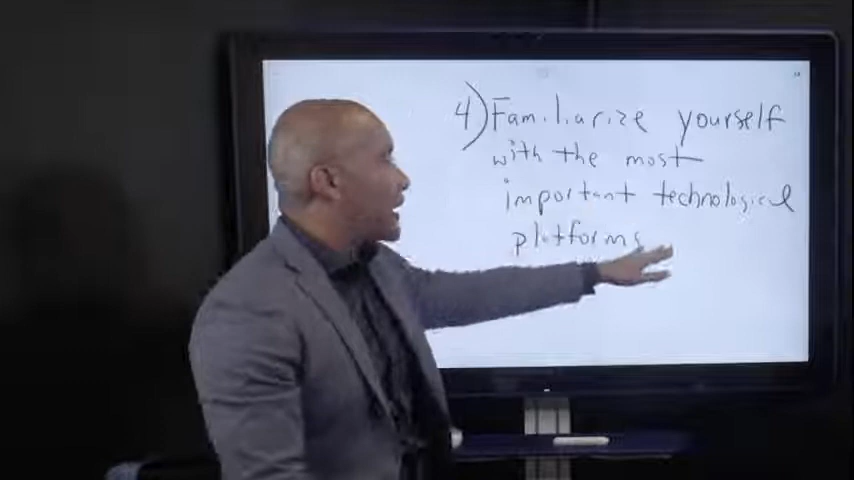 4) Familiarize yourself
with the most
important technological
platforms